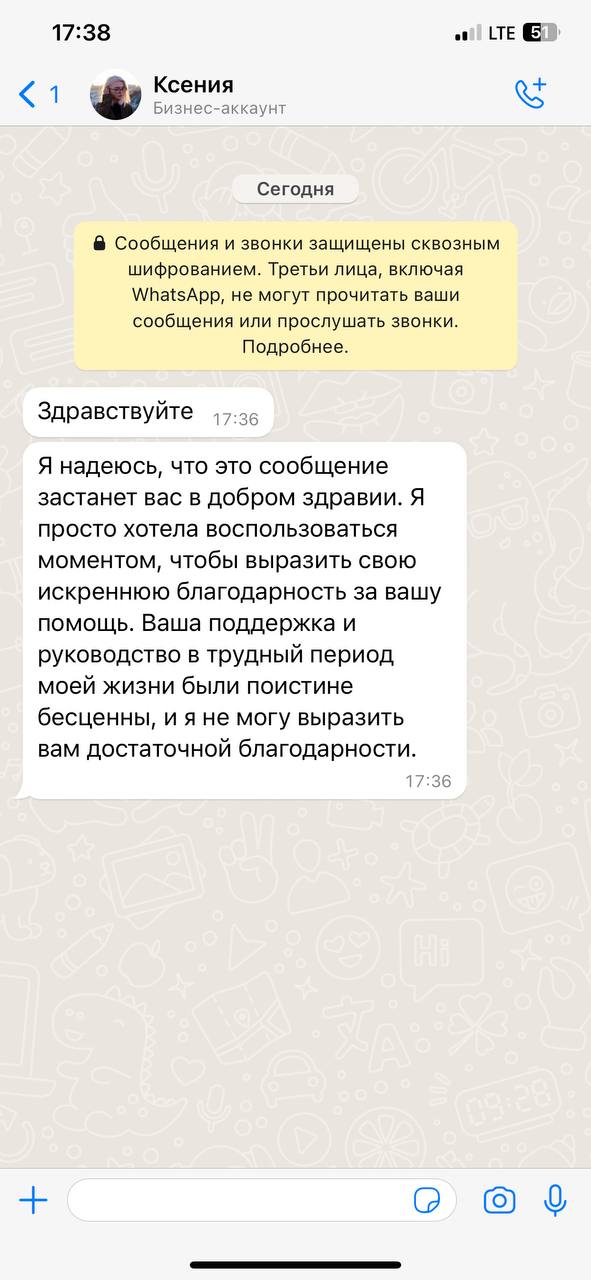 17:38
LTE 51
1
Ксения
Бизнес-аккаунт
Сегодня
Сообщения и звонки защищены сквозным
шифрованием. Третьи лица, включая
WhatsApp, не могут прочитать ваши
сообщения или прослушать звонки.
Подробнее.
Здравствуйте 17:36
Я надеюсь, что это сообщение
застанет вас в добром здравии. Я
просто хотела воспользоваться
моментом, чтобы выразить свою
искреннюю благодарность за вашу
помощь. Ваша поддержка и
руководство в трудный период
моей жизни были поистине
бесценны, и я не могу выразить
вам достаточной благодарности.
17:36
Hi
09:28